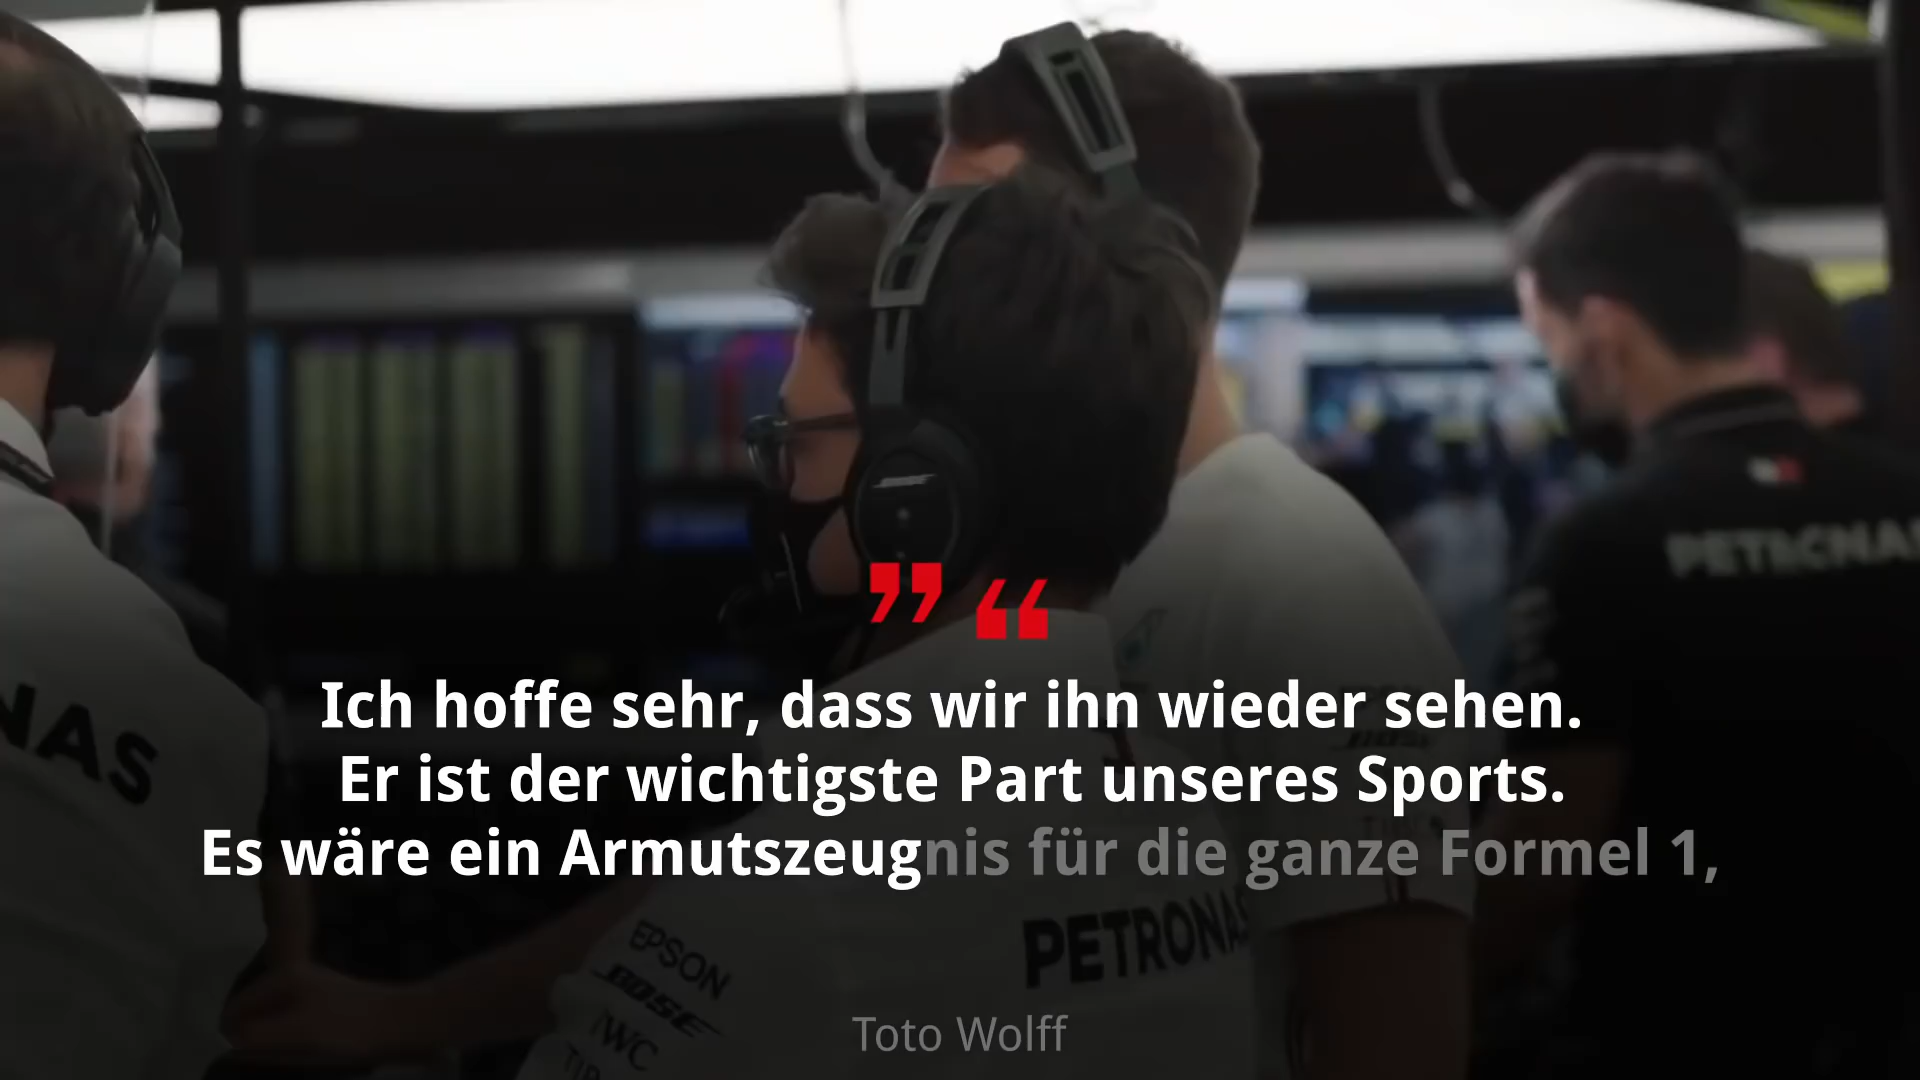 „ “
Ich hoffe sehr, dass wir ihn wieder sehen.
Er ist der wichtigste Part unseres Sports.
Es wäre ein Armutszeugnis für die ganze Formel 1,
Toto Wolff
PETRONAS
NAS
BOSE
EPSON
BOSE
IWC
PETRONAS